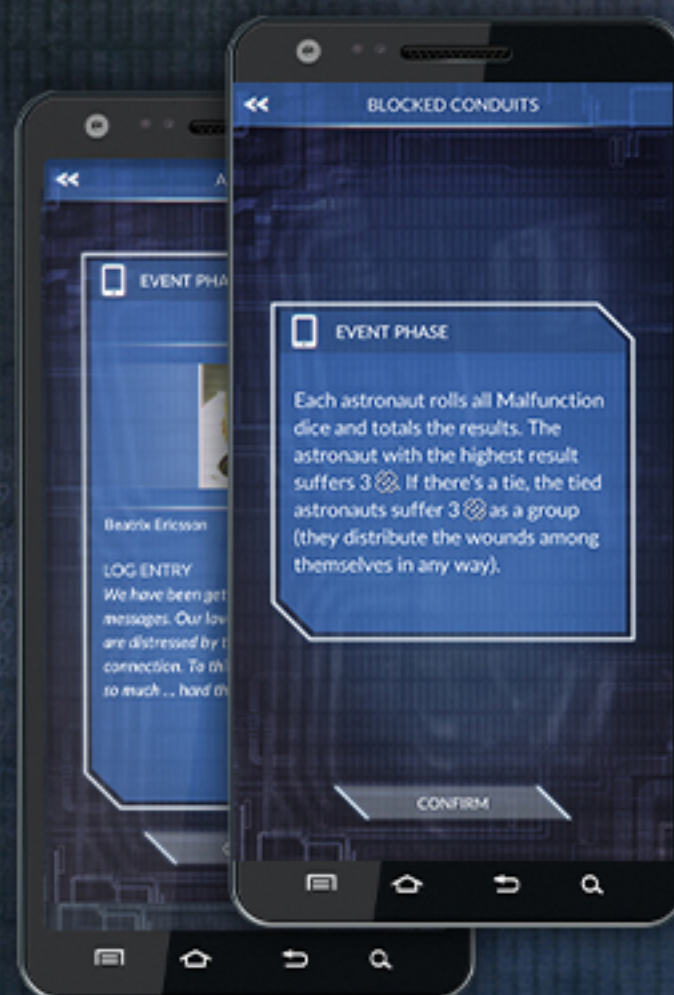 BLOCKED CONDUITS
EVENT PHASE
Each astronaut rolls all Malfunction
dice and totals the results. The
astronaut with the highest result
suffers 3 . If there's a tie, the tied
astronauts suffer 3 as a group
(they distribute the wounds among
themselves in any way).
CONFIRM
A
EVENT PHA
Beatrix Ericsson
LOG ENTRY
We have been get
messages. Our lov
are distressed by t
connection. To thi
so much ... hard th